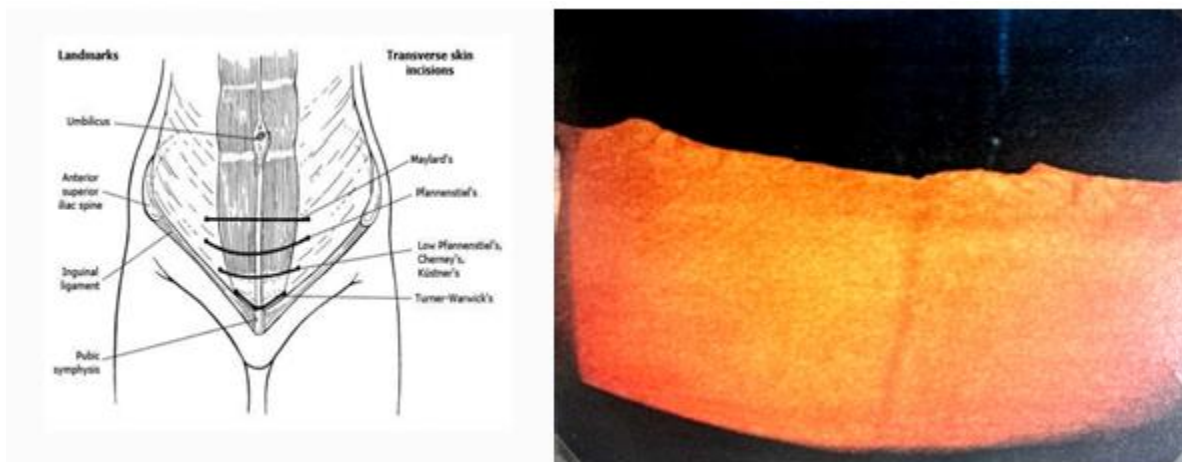 Landmarks
Transverse skin
incisions
Umbilicus
Maylard's
Pfannenstiel's
Anterior
superior
iliac spine
Low Pfannenstiel's,
Cherney's,
Küstner's
Inguinal
ligament
Turner-Warwick's
Pubic
symphysis